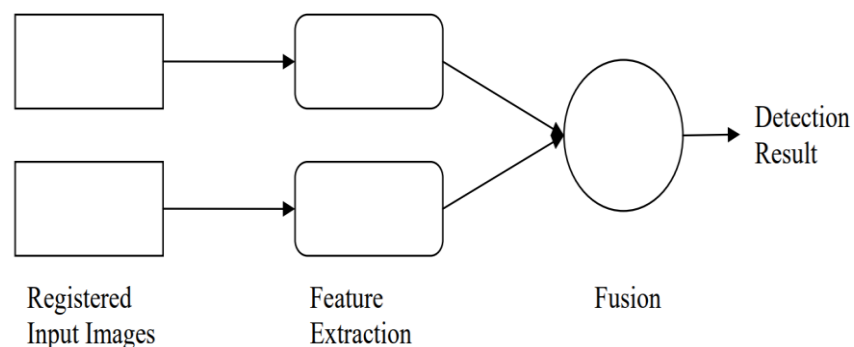 Detection
Result
Registered
Input Images
Feature
Extraction
Fusion